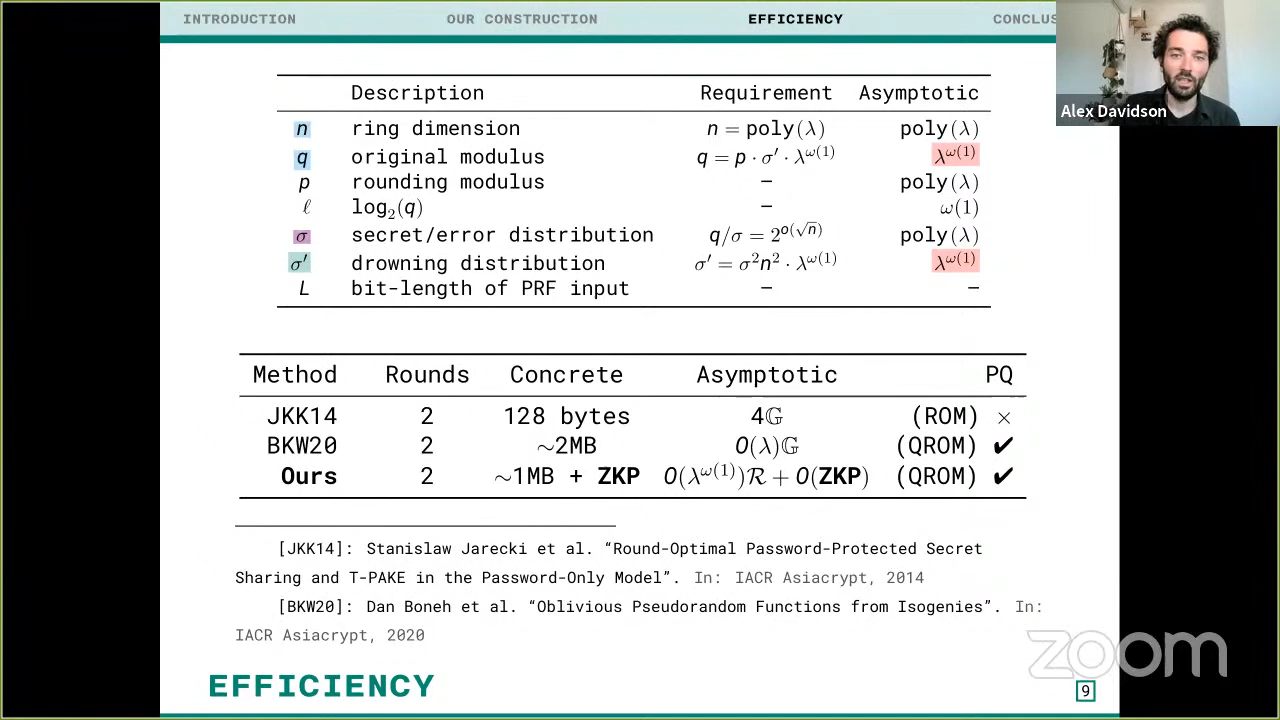 INTRODUCTION OUR CONSTRUCTION EFFICIENCY CONCLUS
Alex Davidson
Description Requirement Asymptotic
n ring dimension n = poly(λ) poly(λ)
q original modulus q = p · σ′ · λ^ω(1) λ^ω(1)
p rounding modulus – poly(λ)
ℓ log₂(q) – ω(1)
σ secret/error distribution q/σ = 2^o(√n) poly(λ)
σ′ drowning distribution σ′ = σ²n² · λ^ω(1) λ^ω(1)
L bit-length of PRF input – –
Method Rounds Concrete Asymptotic PQ
JKK14 2 128 bytes 4𝔾 (ROM) ×
BKW20 2 ~2MB O(λ)𝔾 (QROM) ✔
Ours 2 ~1MB + ZKP O(λ^ω(1))ℛ + O(ZKP) (QROM) ✔
[JKK14]: Stanislaw Jarecki et al. “Round-Optimal Password-Protected Secret
Sharing and T-PAKE in the Password-Only Model”. In: IACR Asiacrypt, 2014
[BKW20]: Dan Boneh et al. “Oblivious Pseudorandom Functions from Isogenies”. In:
IACR Asiacrypt, 2020
zoom
EFFICIENCY 9